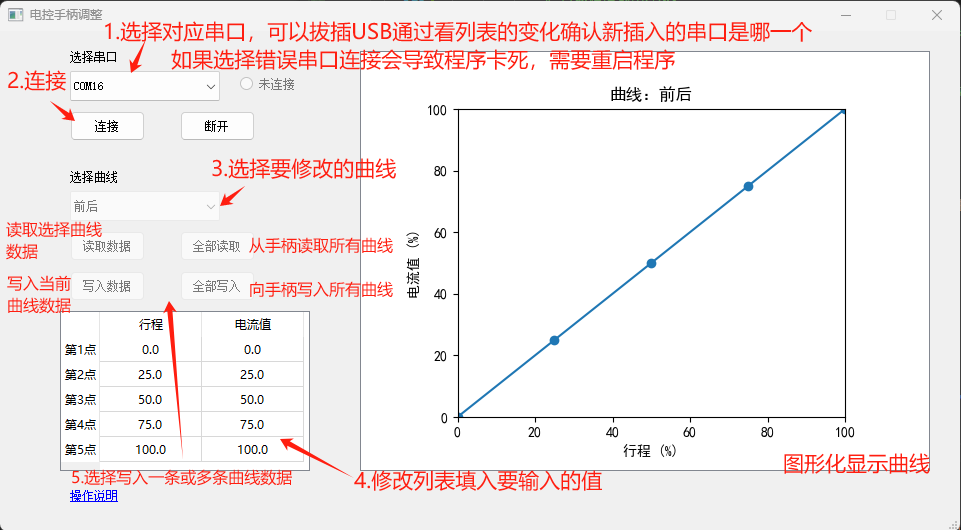 电控手柄调整
1.选择对应串口，可以拔插USB通过看列表的变化确认新插入的串口是哪一个
如果选择错误串口连接会导致程序卡死，需要重启程序
选择串口
2.连接
COM16
未连接
连接
断开
3.选择要修改的曲线
选择曲线
前后
读取选择曲线
数据
读取数据
全部读取
从手柄读取所有曲线
写入当前
曲线数据
写入数据
全部写入
向手柄写入所有曲线
行程
电流值
第1点 0.0 0.0
第2点 25.0 25.0
第3点 50.0 50.0
第4点 75.0 75.0
第5点 100.0 100.0
5.选择写入一条或多条曲线数据
4.修改列表填入要输入的值
操作说明
曲线: 前后
100
80
60
40
20
0
电流值 (%)
0 20 40 60 80 100
行程 (%)
图形化显示曲线